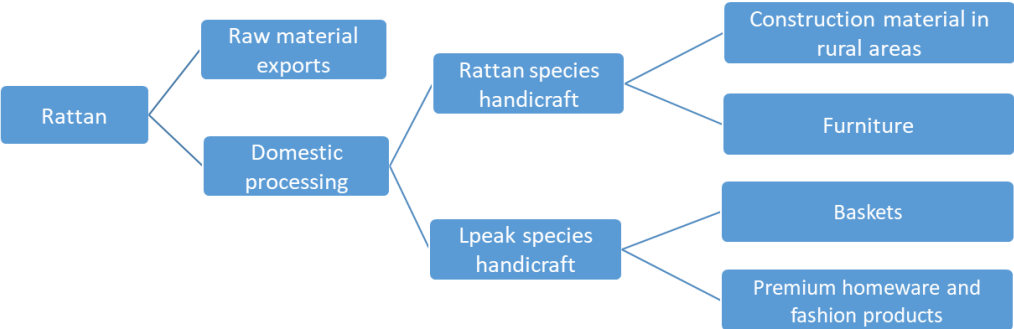 Rattan
Raw material
exports
Domestic
processing
Rattan species
handicraft
Lpeak species
handicraft
Construction material in
rural areas
Furniture
Baskets
Premium homeware and
fashion products